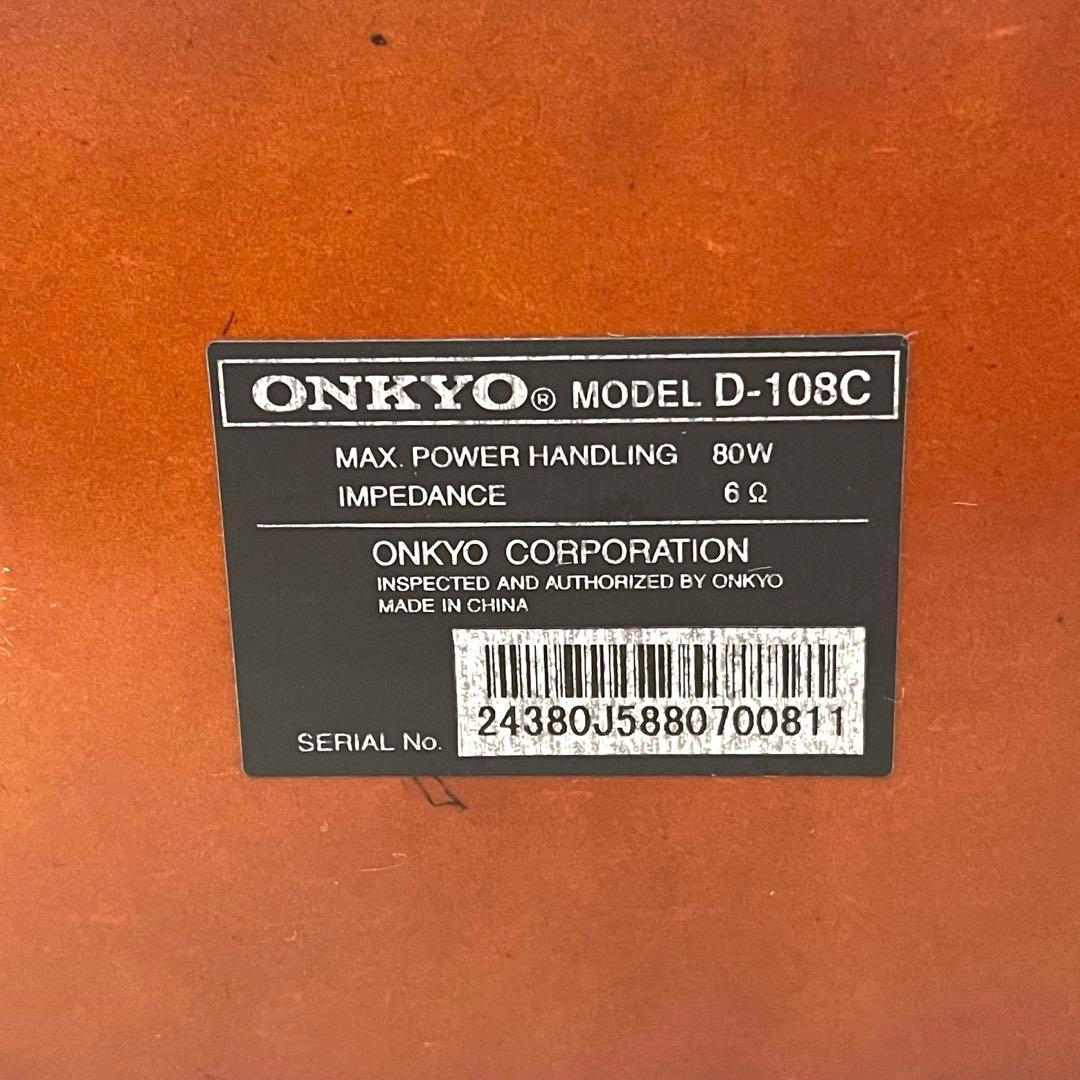 ONKYO® MODEL D-108C
MAX. POWER HANDLING 80W
IMPEDANCE 6 Ω
ONKYO CORPORATION
INSPECTED AND AUTHORIZED BY ONKYO
MADE IN CHINA
24380J5880700811
SERIAL No.